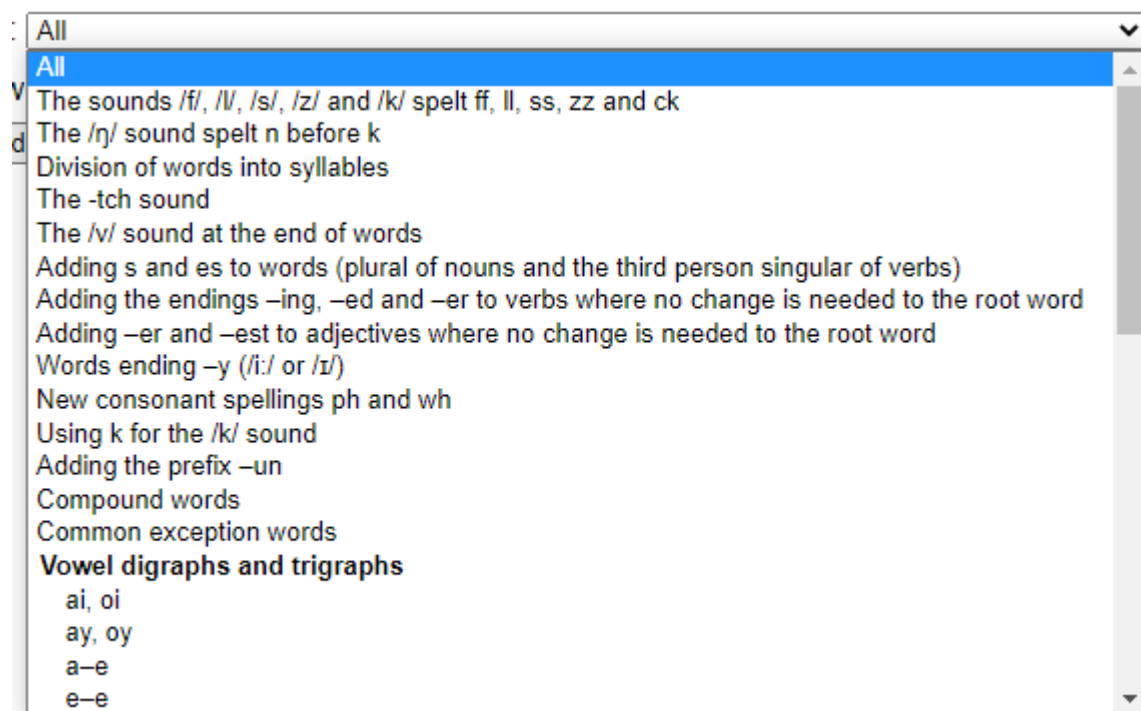 : All
All
The sounds /f/, /l/, /s/, /z/ and /k/ spelt ff, ll, ss, zz and ck
The /ŋ/ sound spelt n before k
Division of words into syllables
The -tch sound
The /v/ sound at the end of words
Adding s and es to words (plural of nouns and the third person singular of verbs)
Adding the endings –ing, –ed and –er to verbs where no change is needed to the root word
Adding –er and –est to adjectives where no change is needed to the root word
Words ending –y (/i:/ or /ɪ/)
New consonant spellings ph and wh
Using k for the /k/ sound
Adding the prefix –un
Compound words
Common exception words
Vowel digraphs and trigraphs
ai, oi
ay, oy
a–e
e–e